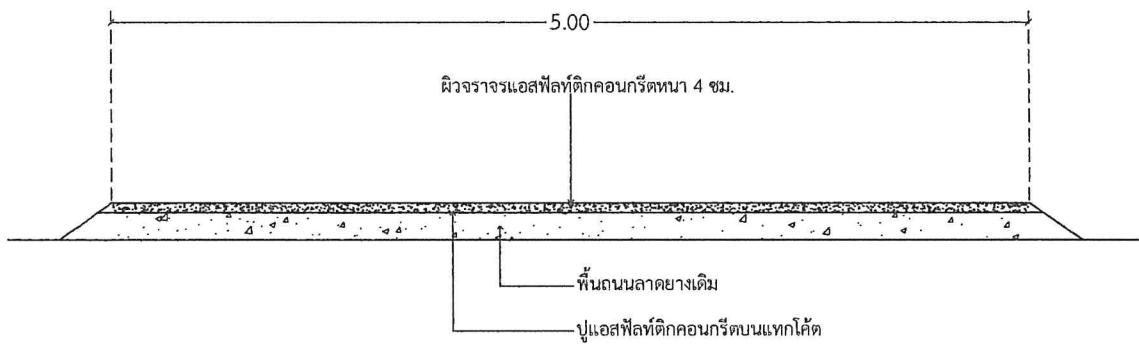 5.00
ผิวจราจรแอสฟัลท์ติกคอนกรีตหนา 4 ซม.
พื้นถนนลาดยางเดิม
ปูแอสฟัลท์ติกคอนกรีตบนแทกโค้ต